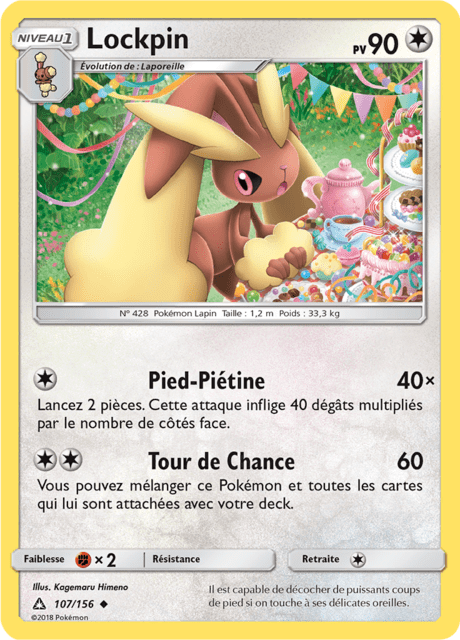 NIVEAU 1
Lockpin
PV 90
Évolution de : Laporeille
N° 428 Pokémon Lapin Taille : 1,2 m Poids : 33,3 kg
Pied-Piétine 40×
Lancez 2 pièces. Cette attaque inflige 40 dégâts multipliés
par le nombre de côtés face.
Tour de Chance 60
Vous pouvez mélanger ce Pokémon et toutes les cartes
qui lui sont attachées avec votre deck.
Faiblesse ×2 Résistance Retraite
Illus. Kagemaru Himeno
Il est capable de décocher de puissants coups
de pied si on touche à ses délicates oreilles.
107/156
©2018 Pokémon